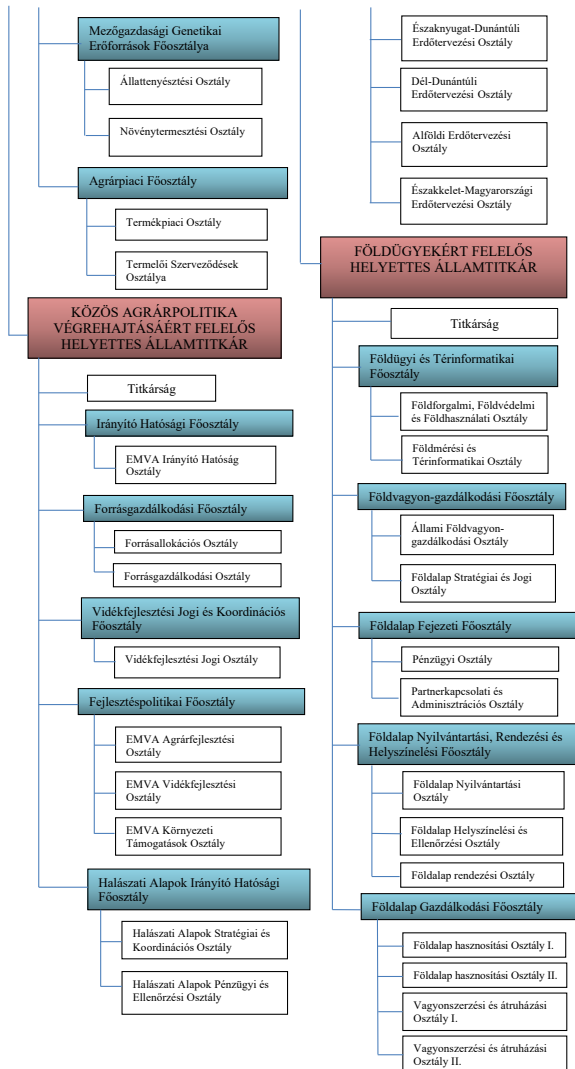 Mezőgazdasági Genetikai
Erőforrások Főosztálya
Állattenyésztési Osztály
Növénytermesztési Osztály
Agrárpiaci Főosztály
Termékpiaci Osztály
Termelői Szerveződések
Osztálya
KÖZÖS AGRÁRPOLITIKA
VÉGREHAJTÁSÁÉRT FELELŐS
HELYETTES ÁLLAMTITKÁR
Titkárság
Irányító Hatósági Főosztály
EMVA Irányító Hatóság
Osztály
Forrásgazdálkodási Főosztály
Forrásallokációs Osztály
Forrásgazdálkodási Osztály
Vidékfejlesztési Jogi és Koordinációs
Főosztály
Vidékfejlesztési Jogi Osztály
Fejlesztéspolitikai Főosztály
EMVA Agrárfejlesztési
Osztály
EMVA Vidékfejlesztési
Osztály
EMVA Környezeti
Támogatások Osztály
Halászati Alapok Irányító Hatósági
Főosztály
Halászati Alapok Stratégiai és
Koordinációs Osztály
Halászati Alapok Pénzügyi és
Ellenőrzési Osztály
Északnyugat-Dunántúli
Erdőtervezési Osztály
Dél-Dunántúli
Erdőtervezési Osztály
Alföldi Erdőtervezési
Osztály
Északkelet-Magyarországi
Erdőtervezési Osztály
FÖLDÜGYEKÉRT FELELŐS
HELYETTES ÁLLAMTITKÁR
Titkárság
Földügyi és Térinformatikai
Főosztály
Földforgalmi, Földvédelmi
és Földhasználati Osztály
Földmérési és
Térinformatikai Osztály
Földvagyon-gazdálkodási Főosztály
Állami Földvagyon-
gazdálkodási Osztály
Földalap Stratégiai és Jogi
Osztály
Földalap Fejezeti Főosztály
Pénzügyi Osztály
Partnerkapcsolati és
Adminisztrációs Osztály
Földalap Nyilvántartási, Rendezési és
Helyszínelési Főosztály
Földalap Nyilvántartási
Osztály
Földalap Helyszínelési és
Ellenőrzési Osztály
Földalap rendezési Osztály
Földalap Gazdálkodási Főosztály
Földalap hasznosítási Osztály I.
Földalap hasznosítási Osztály II.
Vagyonszerzési és átruházási
Osztály I.
Vagyonszerzési és átruházási
Osztály II.